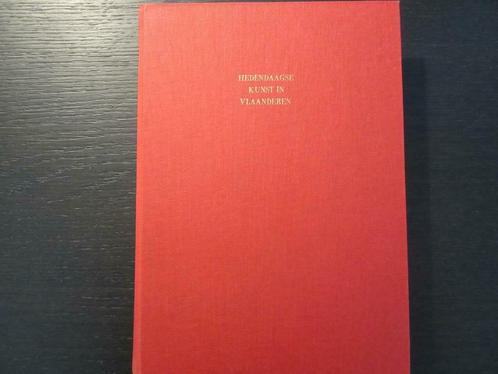 HEDENDAAGSE
KUNST IN
VLAANDEREN